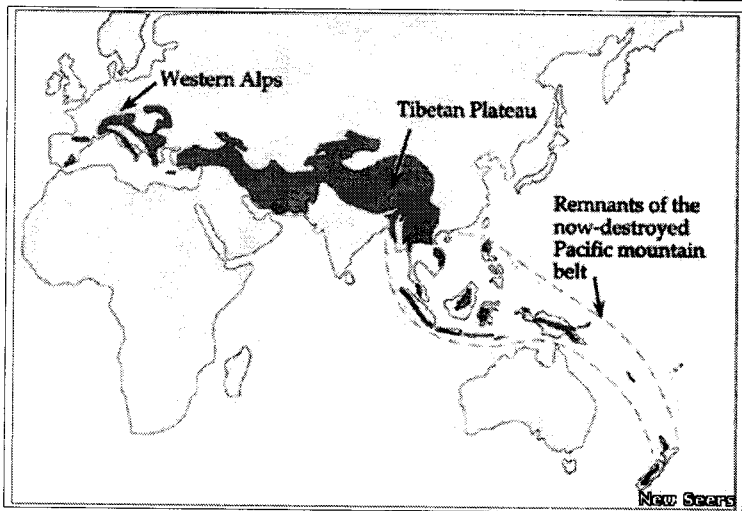 Western Alps
Tibetan Plateau
Remnants of the
now-destroyed
Pacific mountain
belt
New Seers